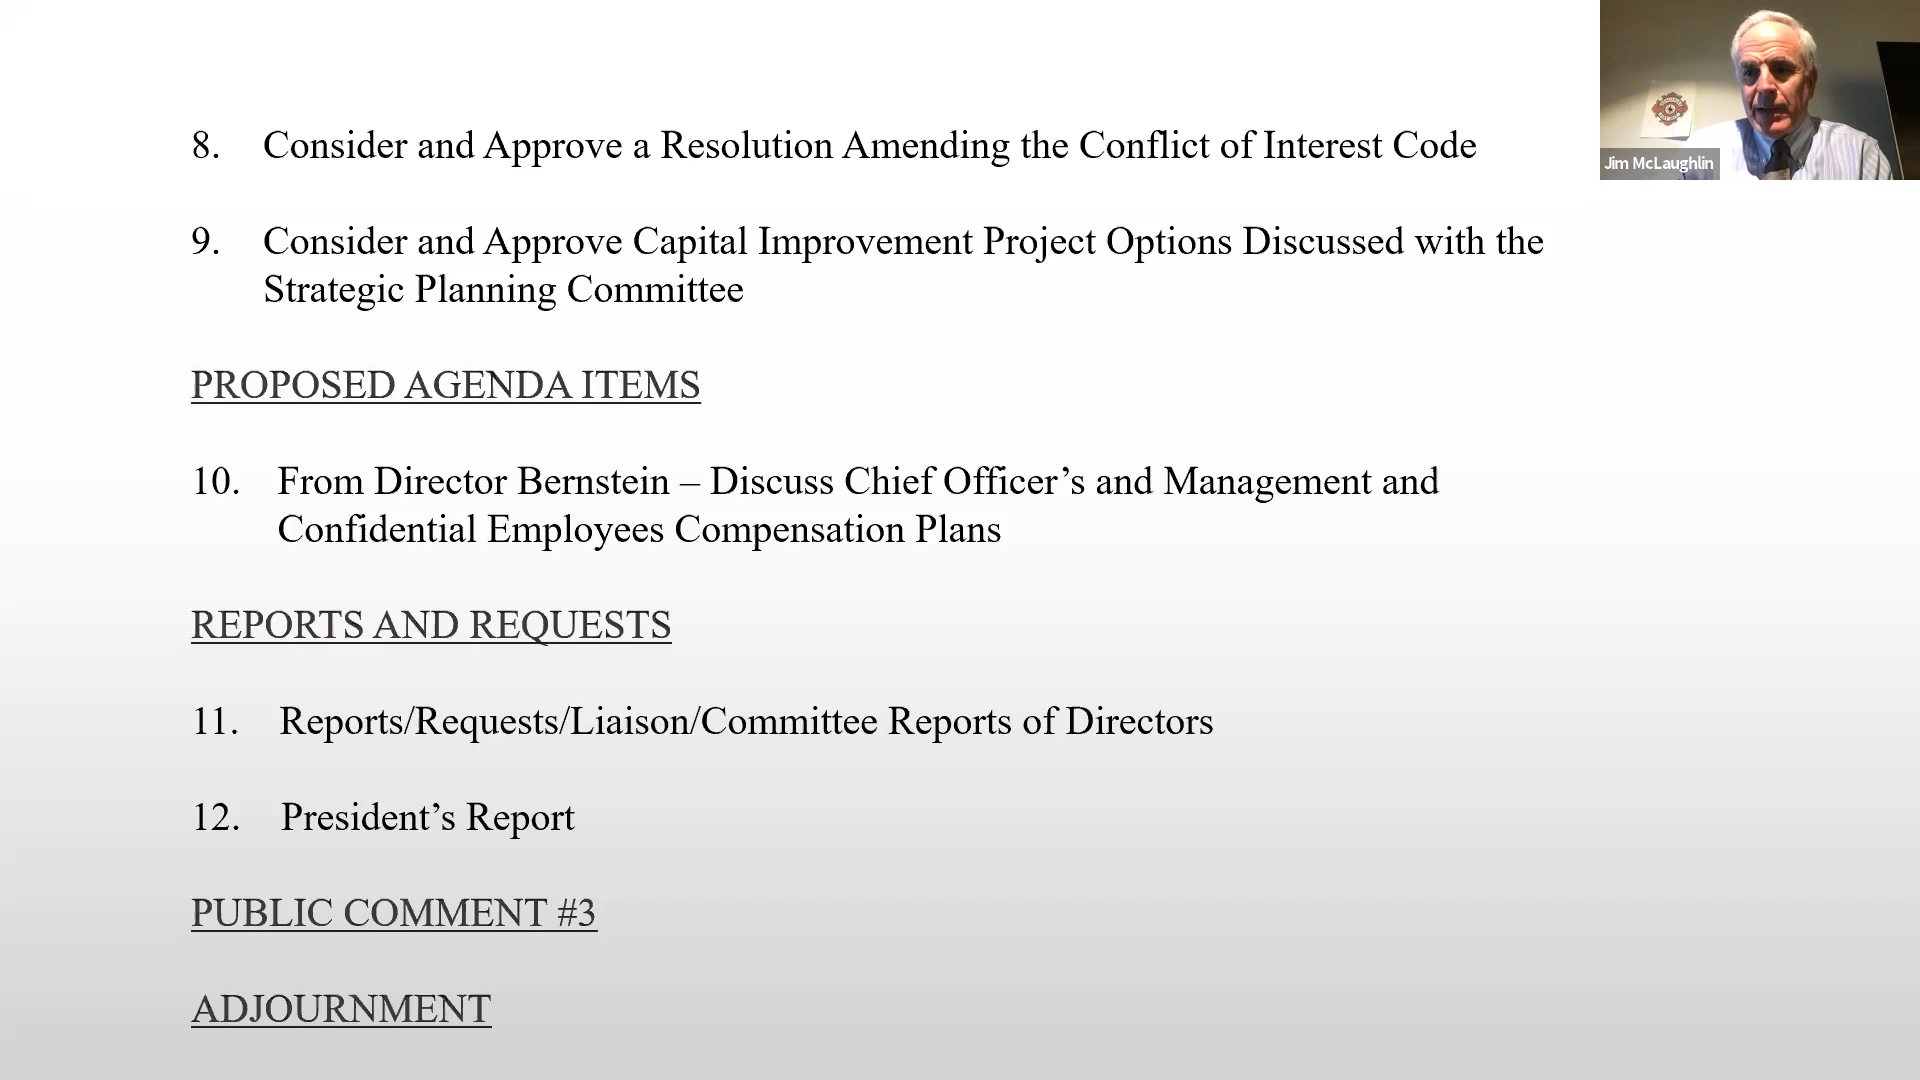 8. Consider and Approve a Resolution Amending the Conflict of Interest Code
9. Consider and Approve Capital Improvement Project Options Discussed with the
Strategic Planning Committee
PROPOSED AGENDA ITEMS
10. From Director Bernstein – Discuss Chief Officer’s and Management and
Confidential Employees Compensation Plans
REPORTS AND REQUESTS
11. Reports/Requests/Liaison/Committee Reports of Directors
12. President’s Report
PUBLIC COMMENT #3
ADJOURNMENT
Jim McLaughlin